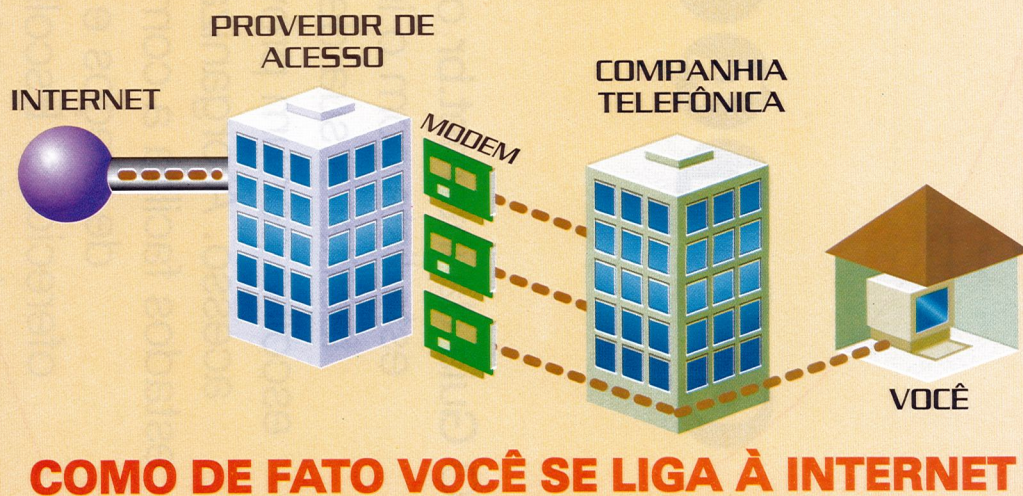 PROVEDOR DE
ACESSO
INTERNET
MODEM
COMPANHIA
TELEFÔNICA
VOCÊ
COMO DE FATO VOCÊ SE LIGA À INTERNET